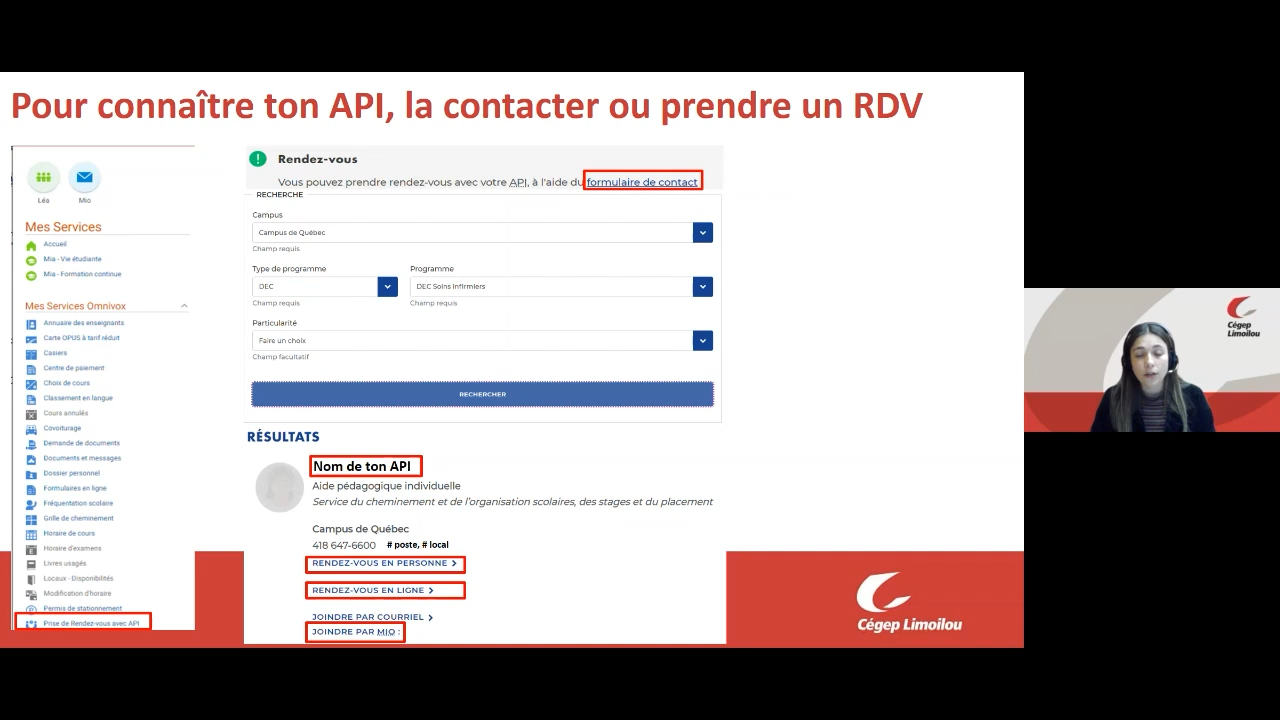 Pour connaître ton API, la contacter ou prendre un RDV
Léa
Mio
Mes Services
Accueil
Mia - Vie étudiante
Mia - Formation continue
Mes Services Omnivox
Annuaire des enseignants
Carte OPUS à tarif réduit
Casiers
Centre de paiement
Choix de cours
Classement en langue
Cours annulés
Covoiturage
Demande de documents
Documents et messages
Dossier personnel
Formulaires en ligne
Fréquentation scolaire
Grille de cheminement
Horaire de cours
Horaire d'examens
Livres usagés
Locaux - Disponibilités
Modification d'horaire
Permis de stationnement
Prise de Rendez-vous avec API
! Rendez-vous
Vous pouvez prendre rendez-vous avec votre API, à l'aide du formulaire de contact
RECHERCHE
Campus
Campus de Québec
Champ requis
Type de programme
DEC
Champ requis
Programme
DEC Soins Infirmiers
Champ requis
Particularité
Faire un choix
Champ facultatif
RECHERCHER
RÉSULTATS
Nom de ton API
Aide pédagogique individuelle
Service du cheminement et de l'organisation scolaires, des stages et du placement
Campus de Québec
418 647-6600 # poste, # local
RENDEZ-VOUS EN PERSONNE >
RENDEZ-VOUS EN LIGNE >
JOINDRE PAR COURRIEL >
JOINDRE PAR MIO :
Cégep Limoilou
Cégep
Limoilou